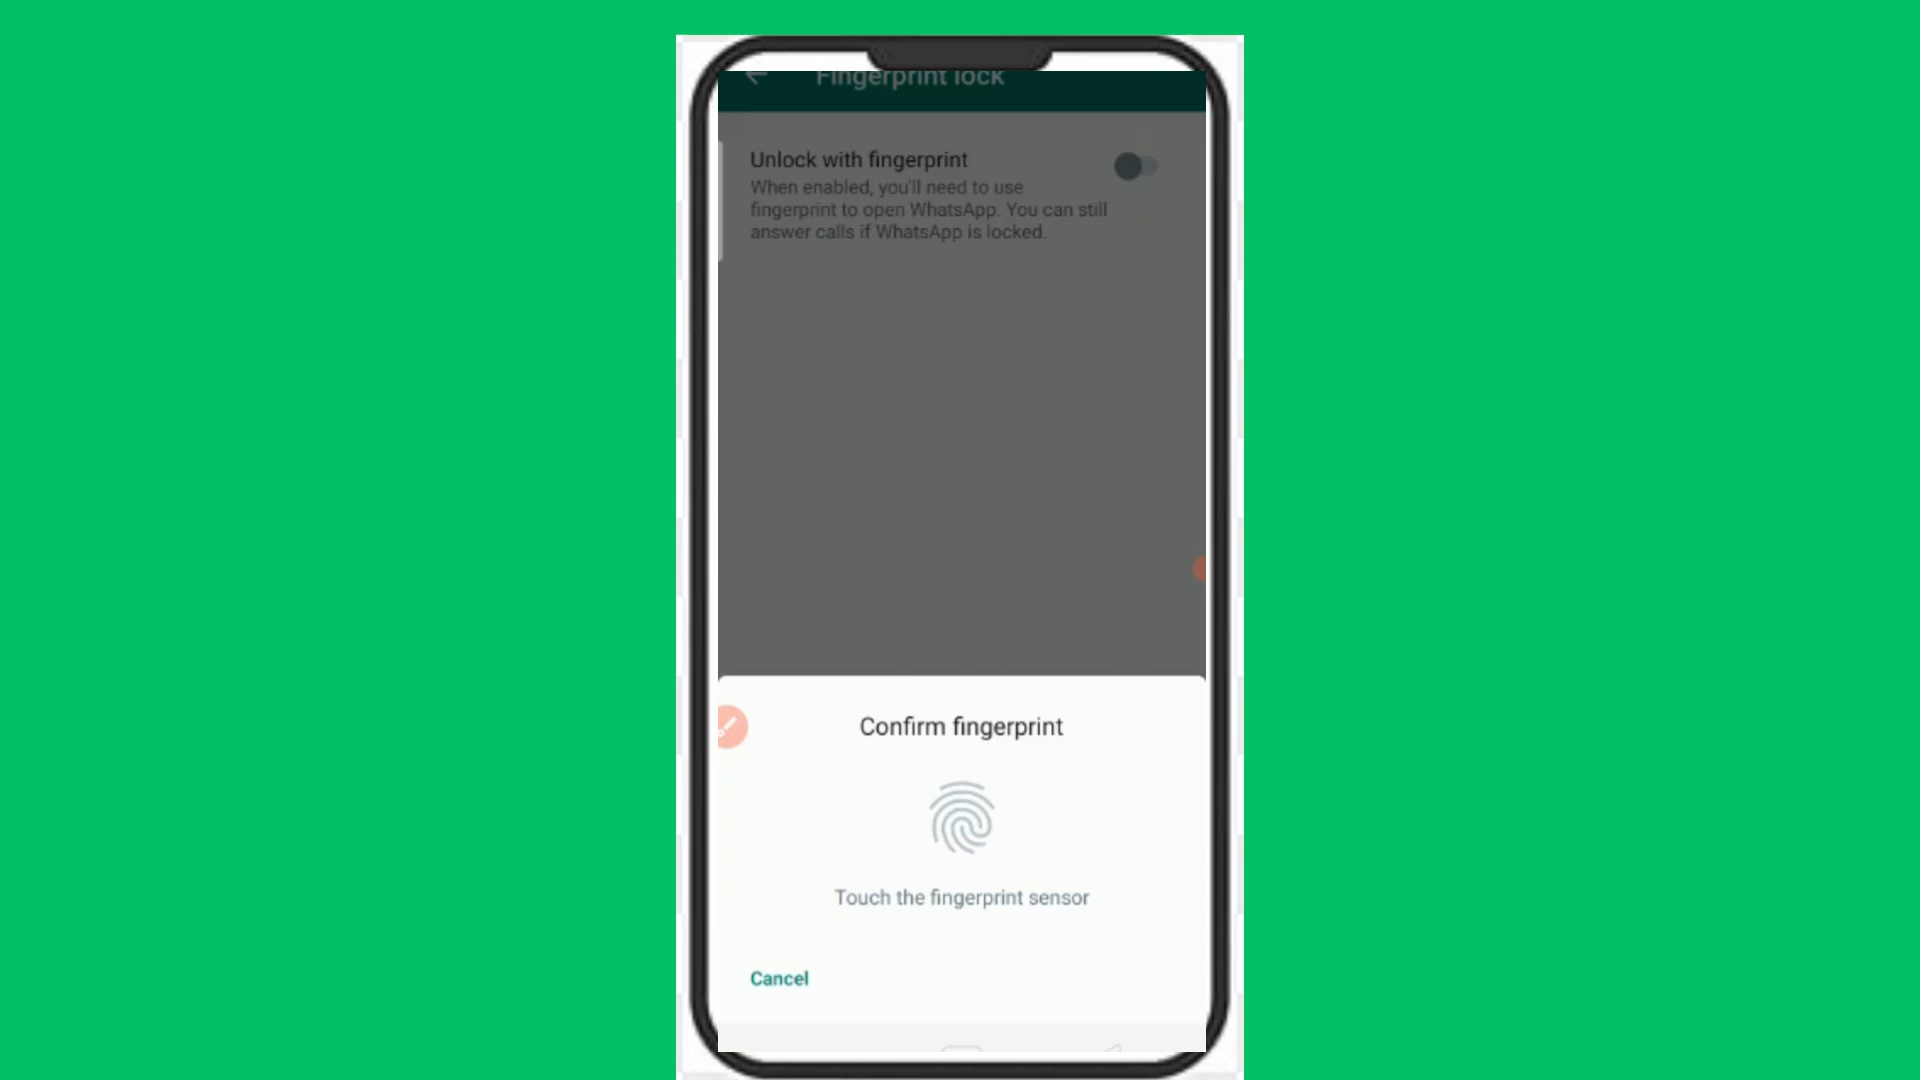 Fingerprint lock
Unlock with fingerprint
When enabled, you'll need to use
fingerprint to open WhatsApp. You can still
answer calls if WhatsApp is locked.
Confirm fingerprint
Touch the fingerprint sensor
Cancel